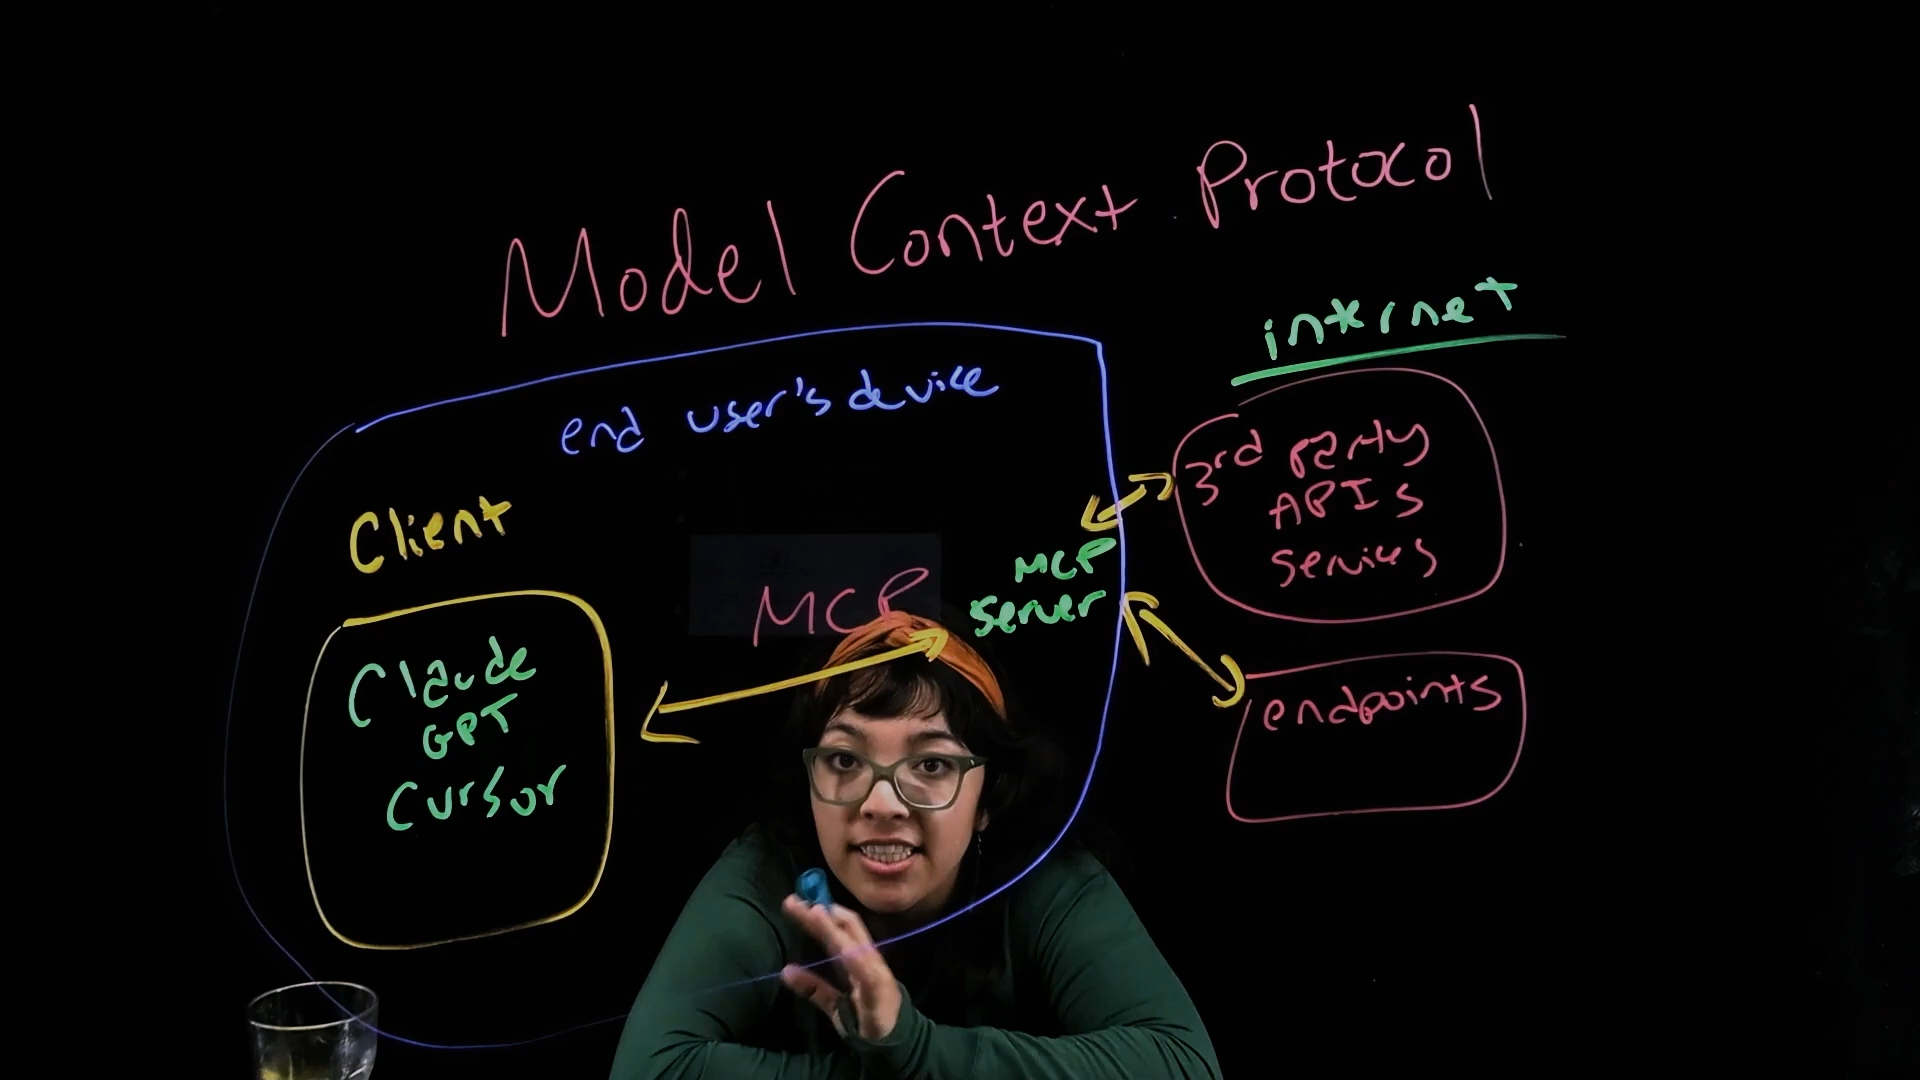 Model Context Protocol
internet
end user's device
3rd party
APIs
services
Client
MCP
server
MCP
Claude
GPT
Cursor
endpoints